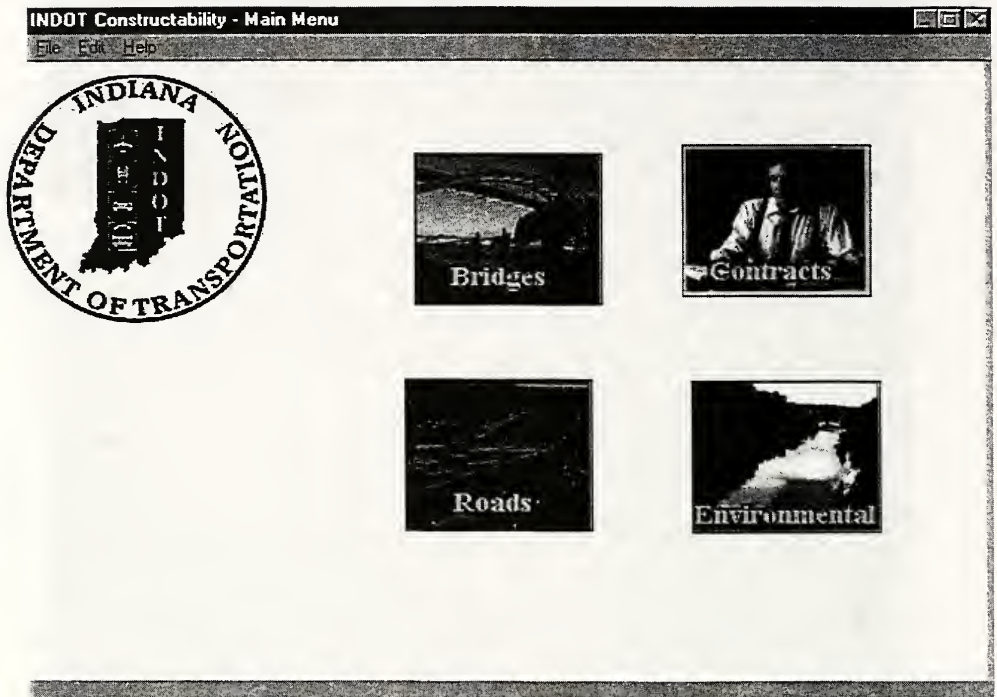 INDOT Constructability - Main Menu
File Edit Help
INDIANA
DEPARTMENT OF TRANSPORTATION
INDOT
Bridges
Contracts
Roads
Environmental